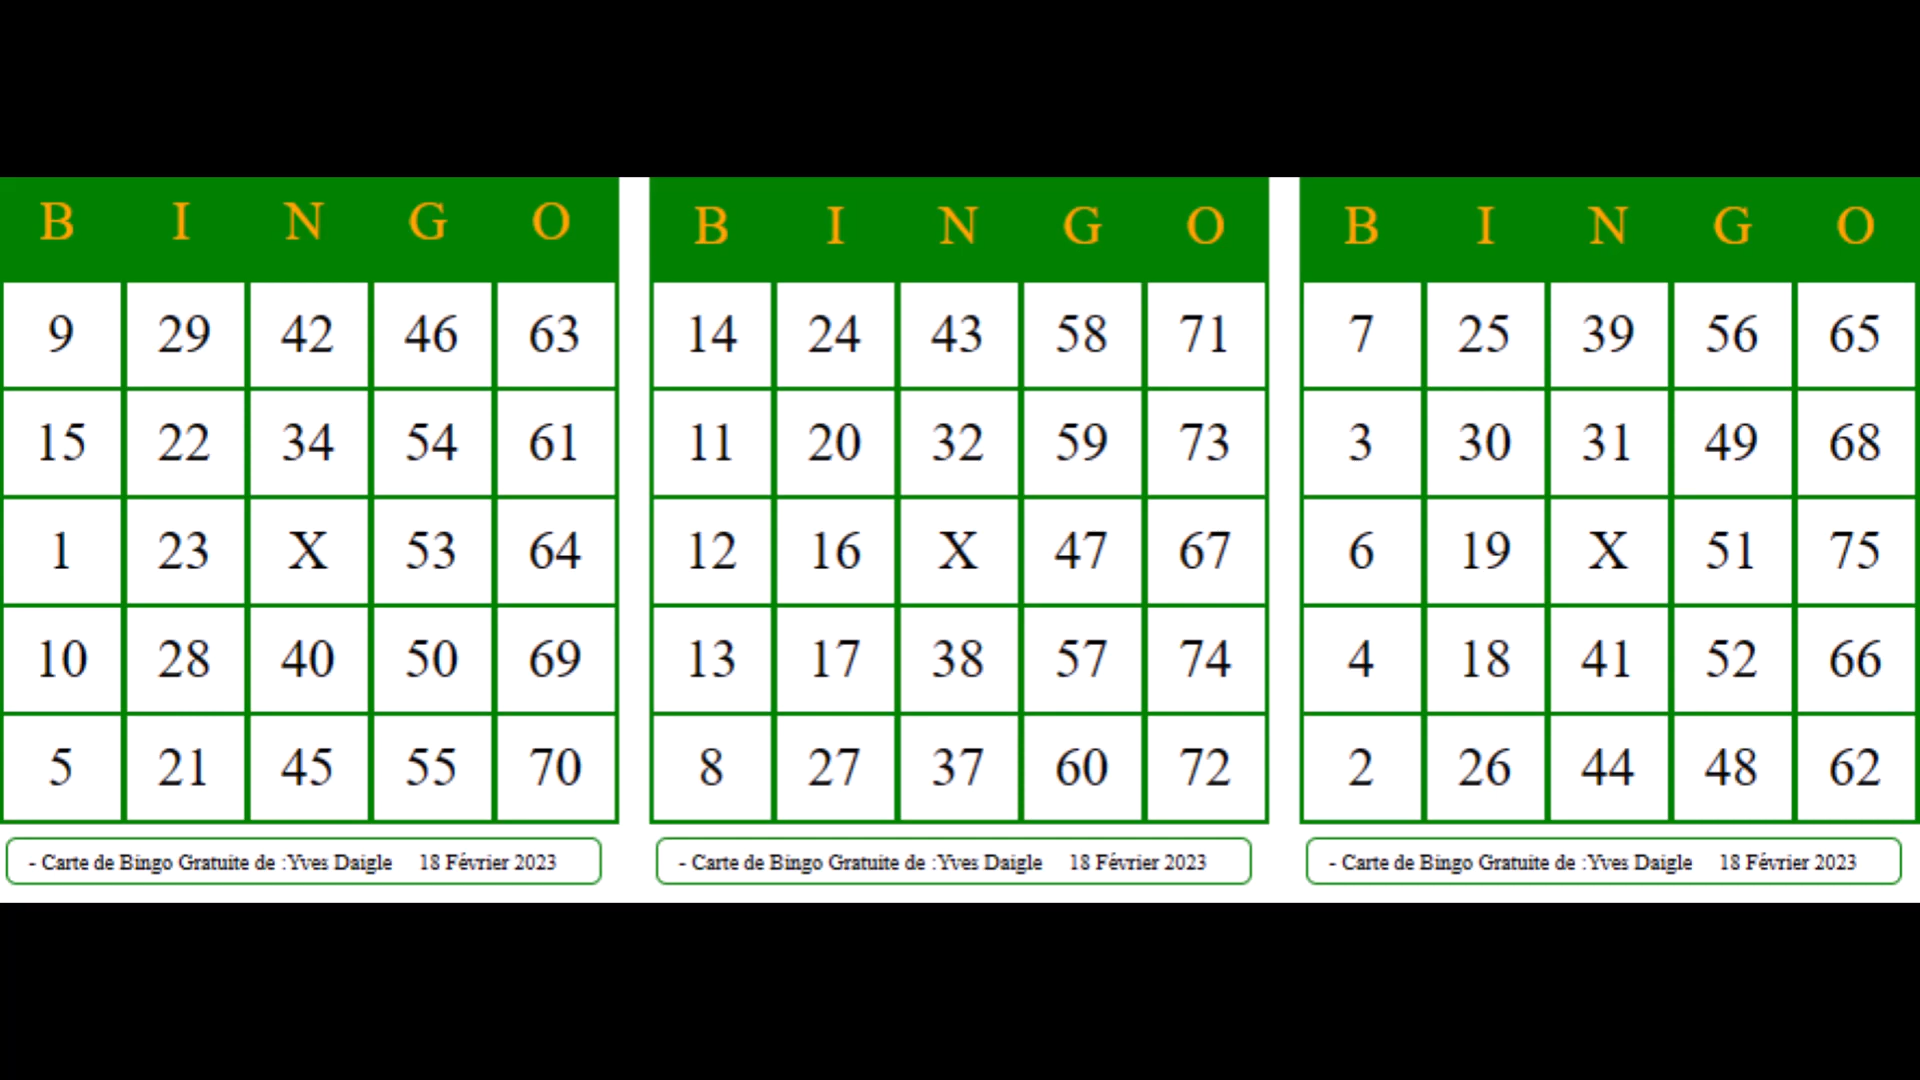 B I N G O
9 29 42 46 63
15 22 34 54 61
1 23 X 53 64
10 28 40 50 69
5 21 45 55 70
- Carte de Bingo Gratuite de :Yves Daigle 18 Février 2023
B I N G O
14 24 43 58 71
11 20 32 59 73
12 16 X 47 67
13 17 38 57 74
8 27 37 60 72
- Carte de Bingo Gratuite de :Yves Daigle 18 Février 2023
B I N G O
7 25 39 56 65
3 30 31 49 68
6 19 X 51 75
4 18 41 52 66
2 26 44 48 62
- Carte de Bingo Gratuite de :Yves Daigle 18 Février 2023